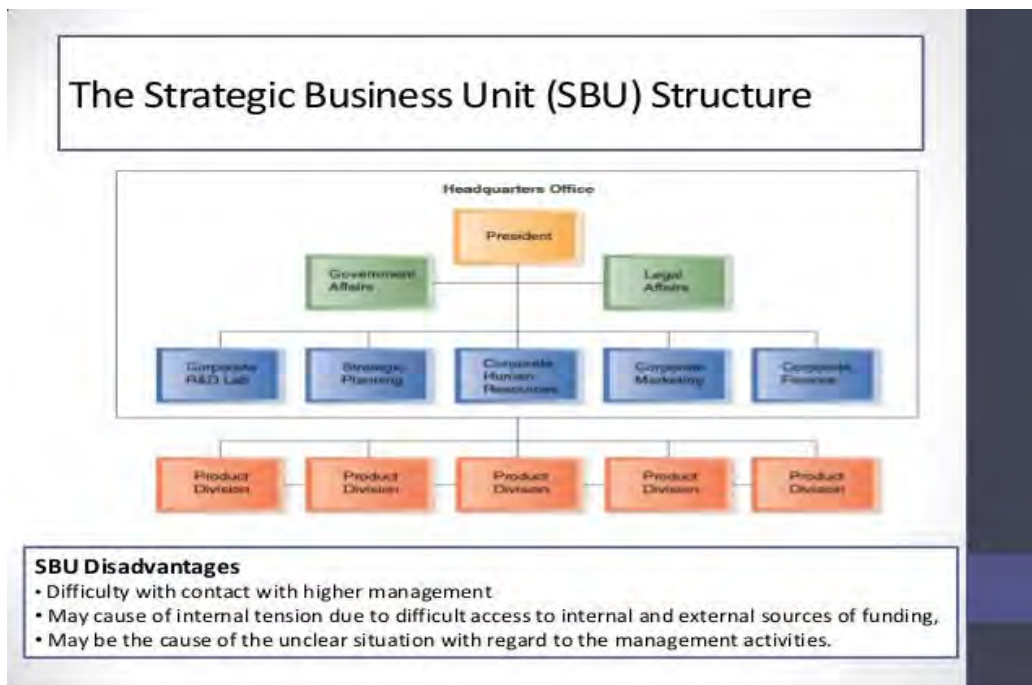 The Strategic Business Unit (SBU) Structure
Headquarters Office
President
Government
Affairs
Legal
Affairs
Corporate
R&D Lab
Strategic
Planning
Corporate
Human
Resources
Corporate
Marketing
Corporate
Finance
Product
Division
Product
Division
Product
Division
Product
Division
Product
Division
SBU Disadvantages
• Difficulty with contact with higher management
• May cause of internal tension due to difficult access to internal and external sources of funding,
• May be the cause of the unclear situation with regard to the management activities.